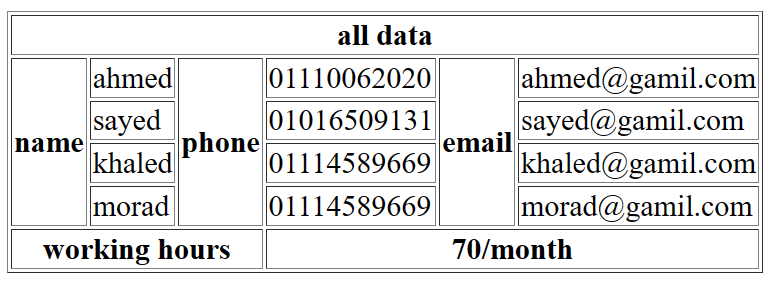 all data
name ahmed phone 01110062020 email ahmed@gamil.com
sayed 01016509131 sayed@gamil.com
khaled 01114589669 khaled@gamil.com
morad 01114589669 morad@gamil.com
working hours 70/month